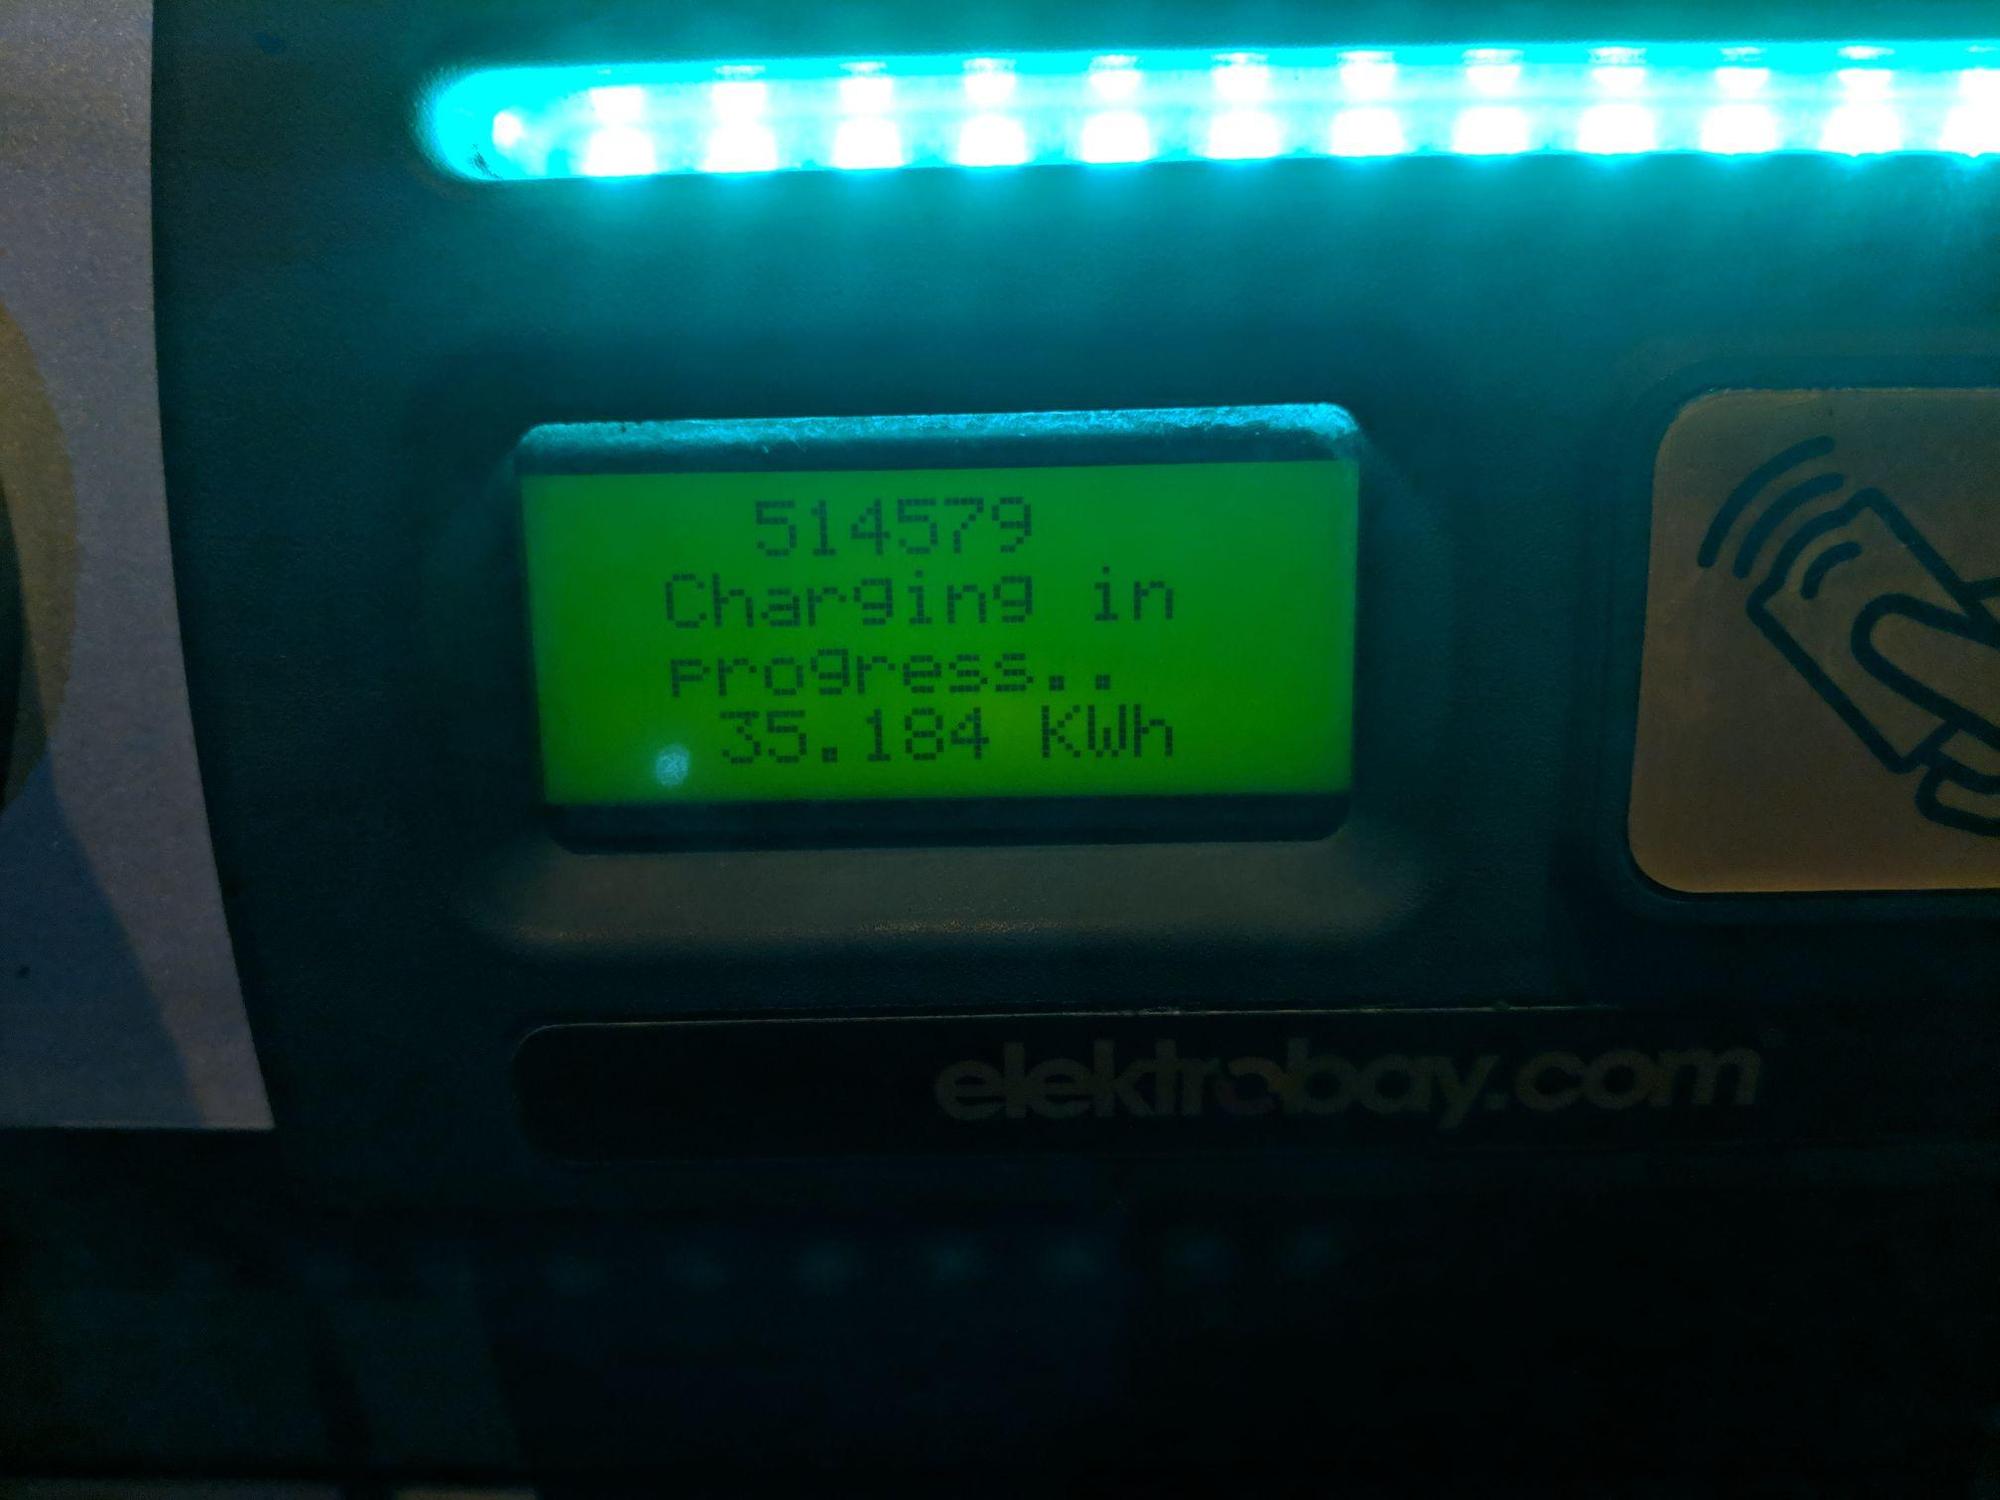 514579
Charging in
progress..
35.184 KWh
elektrobay.com